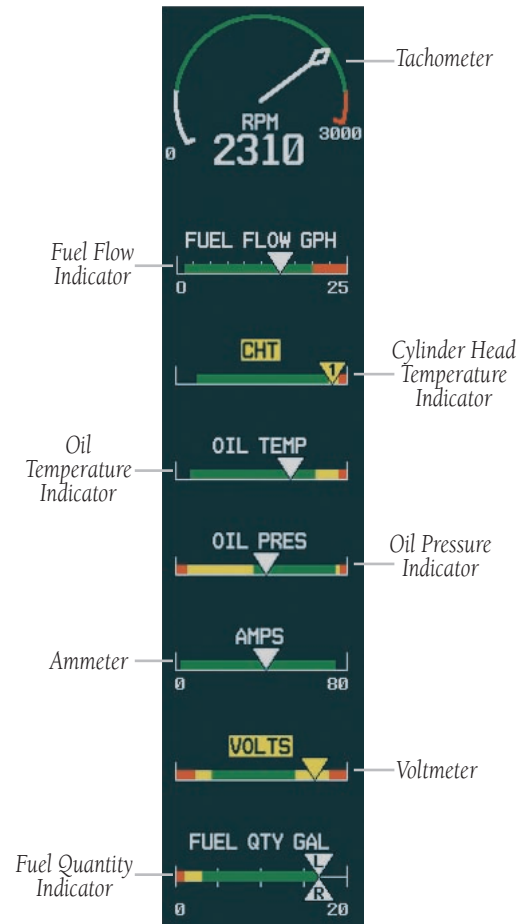 Tachometer
RPM
2310
0
3000
Fuel Flow
Indicator
FUEL FLOW GPH
0
25
CHT
1
Cylinder Head
Temperature
Indicator
Oil
Temperature
Indicator
OIL TEMP
OIL PRES
Oil Pressure
Indicator
Ammeter
AMPS
0
80
VOLTS
Voltmeter
Fuel Quantity
Indicator
FUEL QTY GAL
L
R
0
20